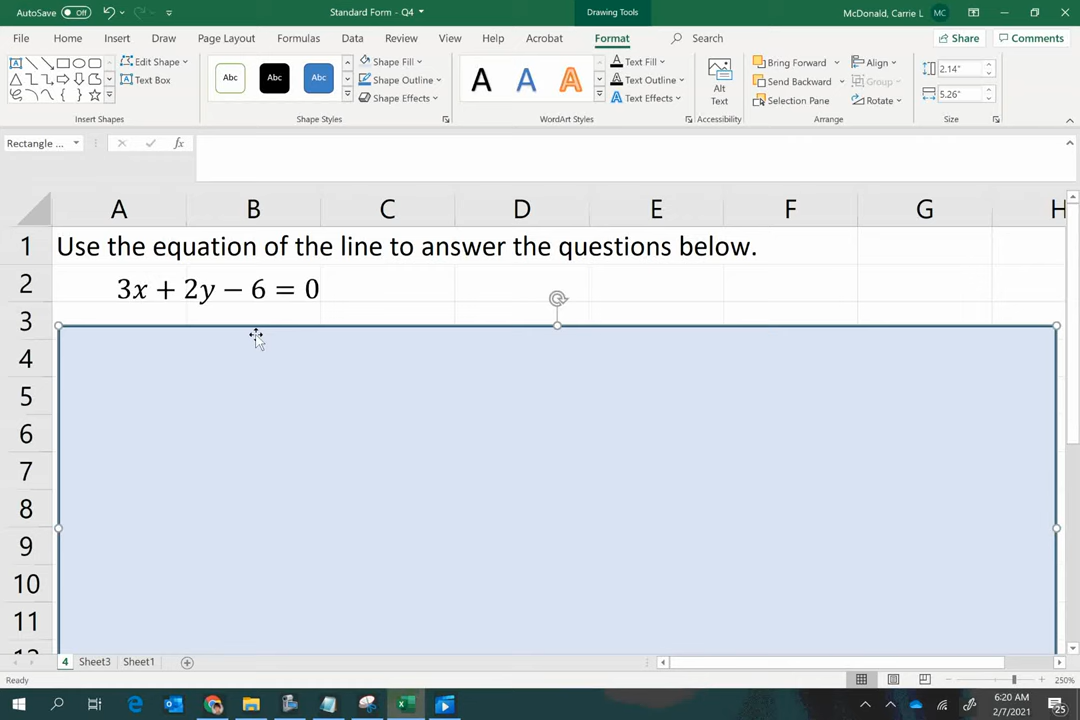 AutoSave Off
Standard Form - Q4
Drawing Tools
McDonald, Carrie L MC
File Home Insert Draw Page Layout Formulas Data Review View Help Acrobat Format Search Share Comments
Edit Shape
Text Box
Insert Shapes
Abc Abc Abc
Shape Fill
Shape Outline
Shape Effects
Shape Styles
A A A
Text Fill
Text Outline
Text Effects
WordArt Styles
Alt
Text
Accessibility
Bring Forward
Send Backward
Selection Pane
Align
Group
Rotate
Arrange
2.14"
5.26"
Size
Rectangle ... fx
A B C D E F G H
1 Use the equation of the line to answer the questions below.
2 3x + 2y − 6 = 0
3
4
5
6
7
8
9
10
11
4 Sheet3 Sheet1
Ready 250%
6:20 AM
2/7/2021
25